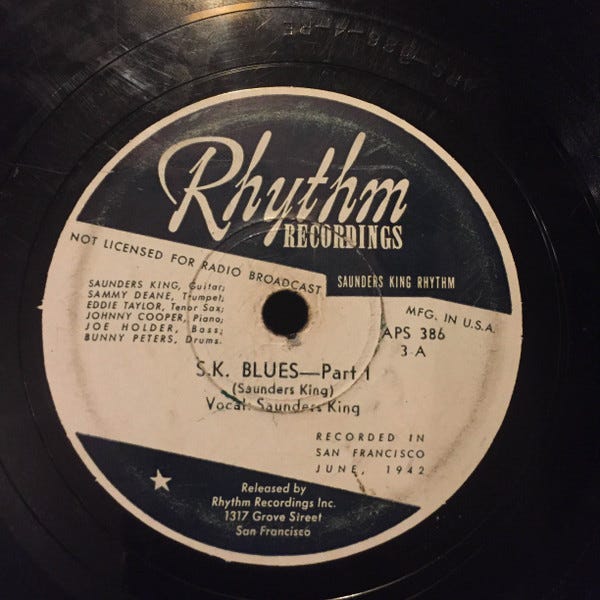 Rhythm
RECORDINGS
NOT LICENSED FOR RADIO BROADCAST
SAUNDERS KING RHYTHM
SAUNDERS KING, Guitar;
SAMMY DEANE, Trumpet;
EDDIE TAYLOR, Tenor Sax;
JOHNNY COOPER, Piano;
JOE HOLDER, Bass;
BUNNY PETERS, Drums.
MFG. IN U.S.A.
APS 386
3 A
S.K. BLUES—Part 1
(Saunders King)
Vocal: Saunders King
RECORDED IN
SAN FRANCISCO
JUNE, 1942
Released by
Rhythm Recordings Inc.
1317 Grove Street
San Francisco